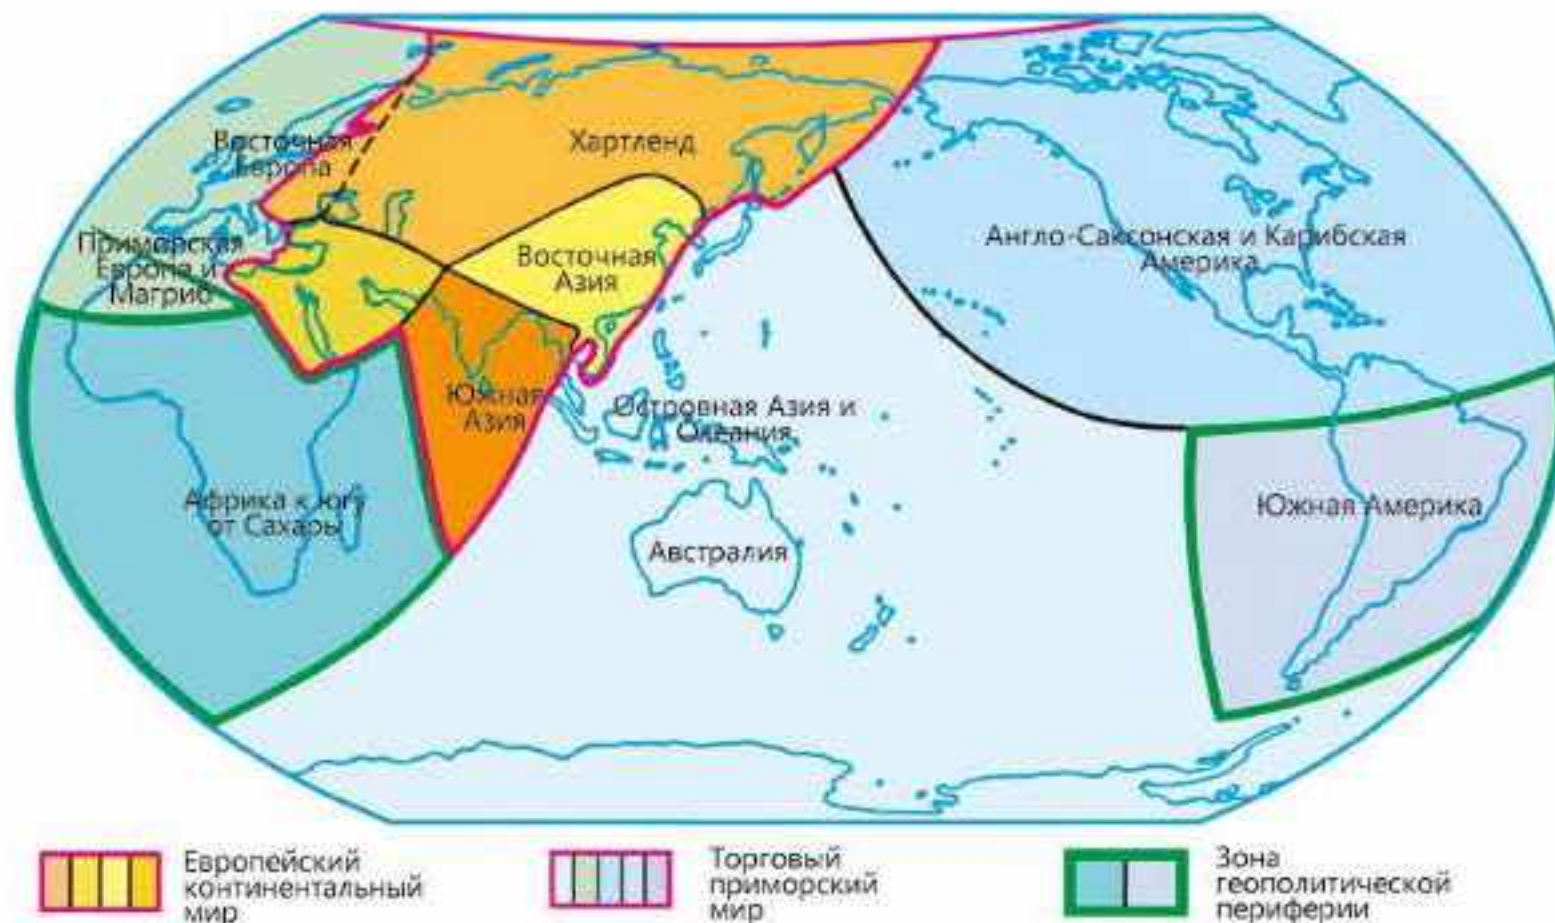 Восточная
Европа
Хартленд
Приморская
Европа и
Магриб
Восточная
Азия
Англо-Саксонская и Карибская
Америка
Южная
Азия
Островная Азия и
Океания
Африка к югу
от Сахары
Австралия
Южная Америка
Европейский
континентальный
мир
Торговый
приморский
мир
Зона
геополитической
периферии